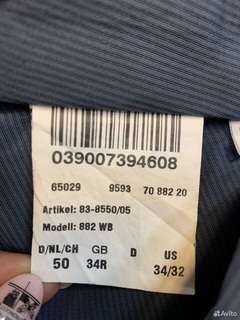 039007394608
65029 9593 70 882 20
Artikel: 83-8550/05
Modell: 882 WB
D/NL/CH GB D US
50 34R 34/32
Avito